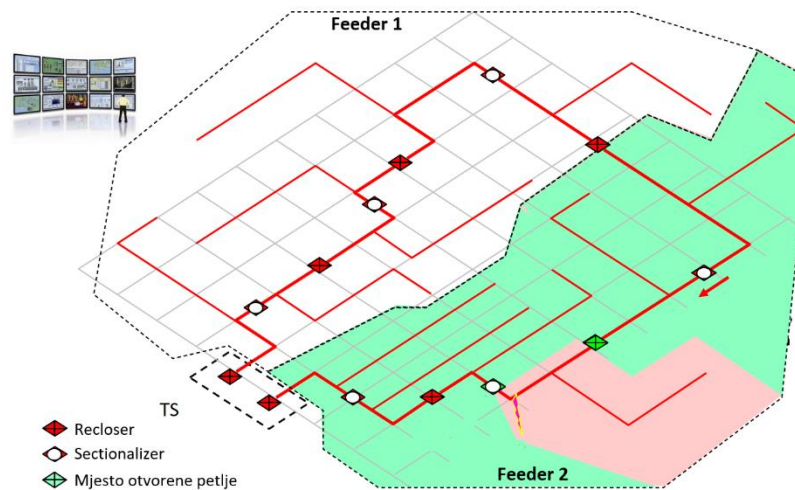 Feeder 1
TS
Recloser
Sectionalizer
Mjesto otvorene petlje
Feeder 2